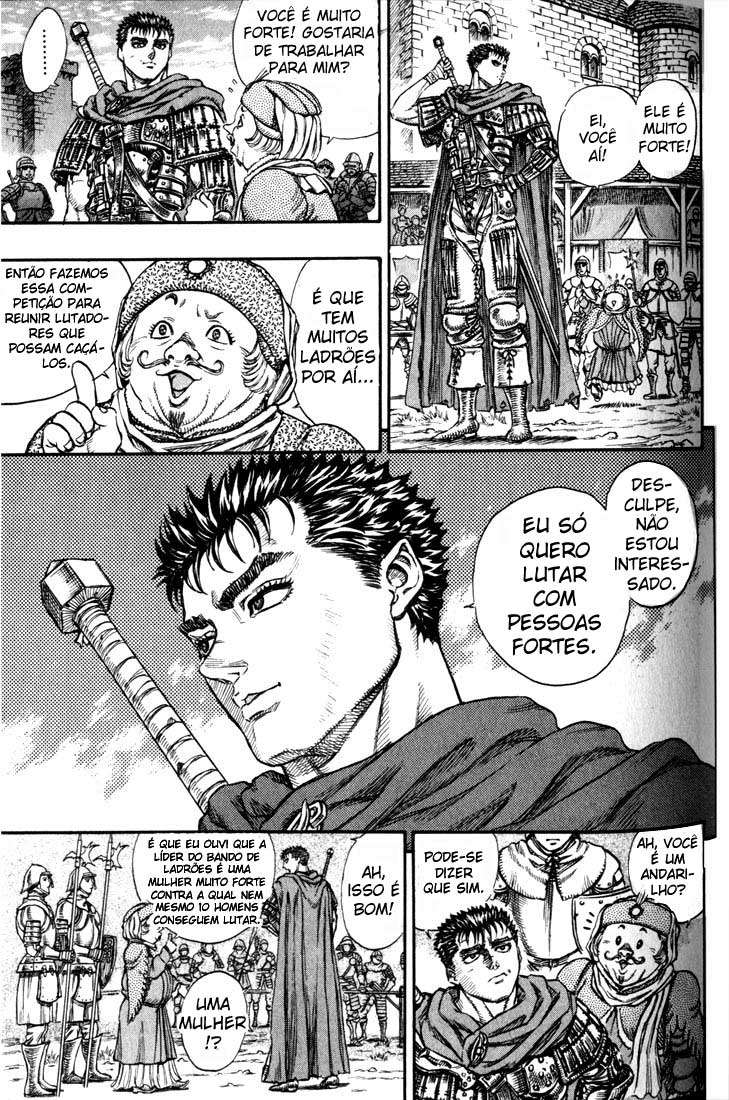 ELE É
MUITO
FORTE!
EI,
VOCÊ
AÍ!
VOCÊ É MUITO
FORTE! GOSTARIA
DE TRABALHAR
PARA MIM?
........
É QUE
TEM
MUITOS
LADRÕES
POR AÍ...
ENTÃO FAZEMOS
ESSA COM-
PETIÇÃO PARA
REUNIR LUTADO-
RES QUE
POSSAM CAÇÁ-
LOS.
DES-
CULPE,
NÃO
ESTOU
INTERES-
SADO.
EU SÓ
QUERO
LUTAR
COM
PESSOAS
FORTES.
AH, VOCÊ
É UM
ANDARI-
LHO?
PODE-SE
DIZER
QUE SIM.
AH,
ISSO É
BOM!
É QUE EU OUVI QUE A
LÍDER DO BANDO DE
LADRÕES É UMA
MULHER MUITO FORTE
CONTRA A QUAL NEM
MESMO 10 HOMENS
CONSEGUEM LUTAR.
UMA
MULHER
!?